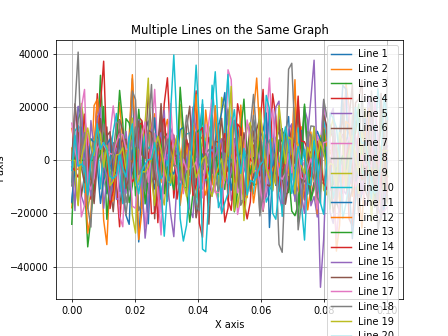 Multiple Lines on the Same Graph
40000
20000
0
−20000
−40000
0.00
0.02
0.04
0.06
X axis
Line 1
Line 2
Line 3
Line 4
Line 5
Line 6
Line 7
Line 8
Line 9
Line 10
Line 11
Line 12
Line 13
Line 14
Line 15
Line 16
Line 17
Line 18
Line 19
Line 20